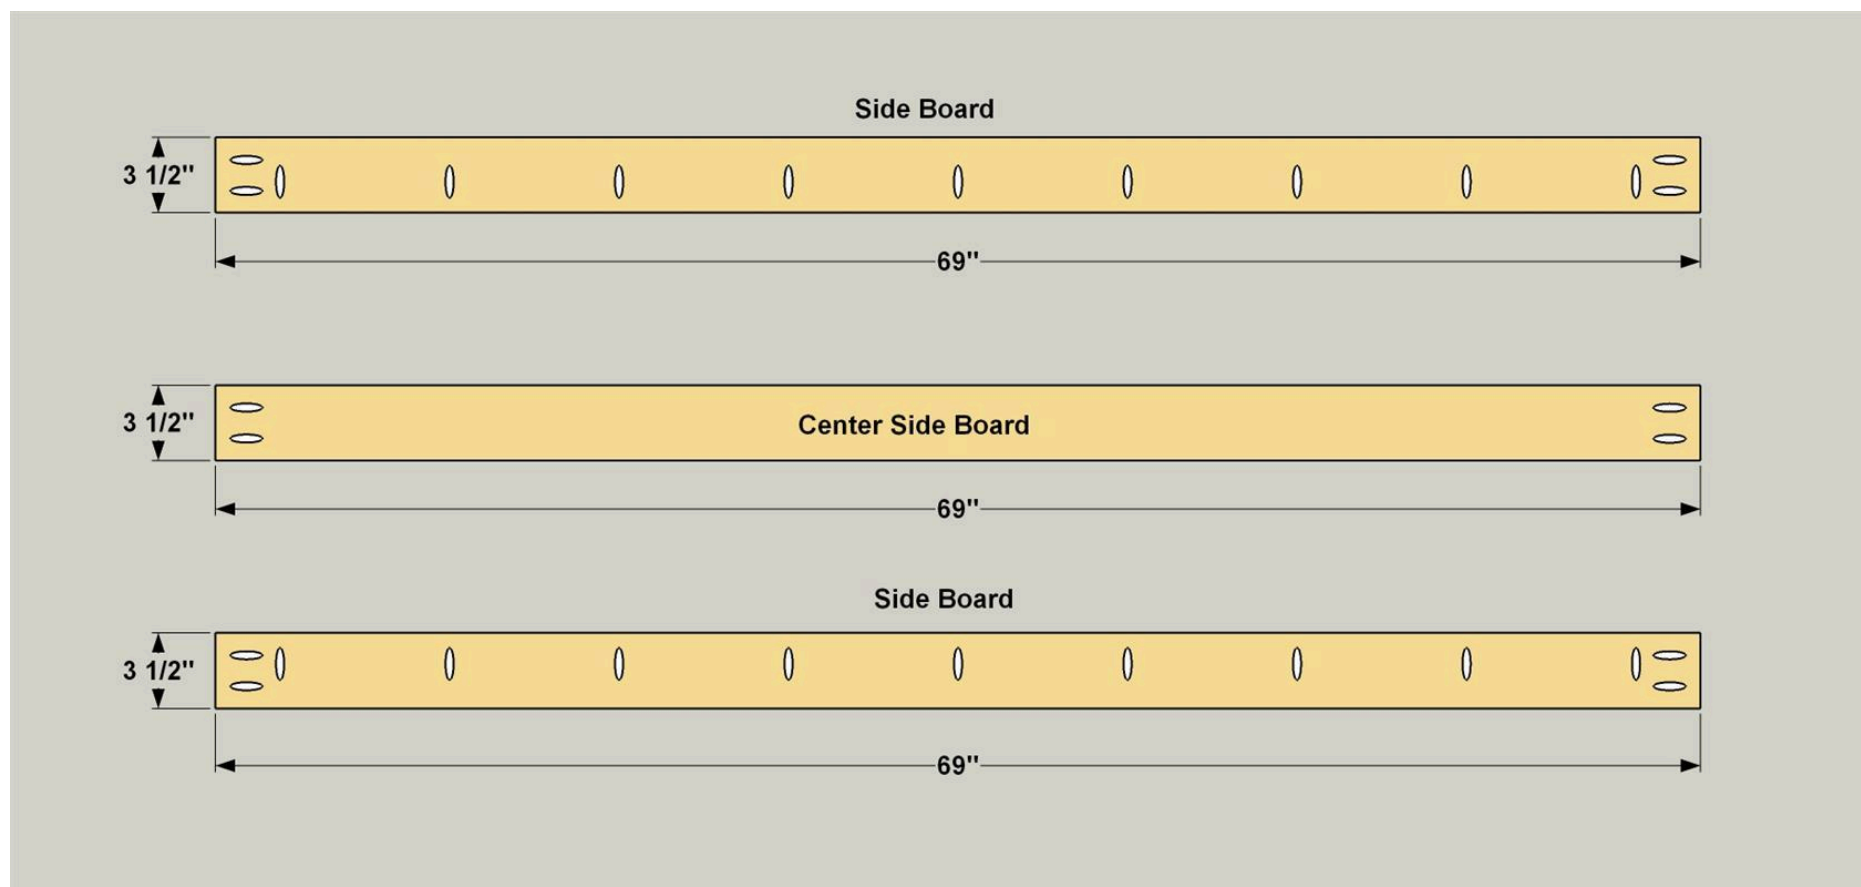 Side Board
3 1/2"
69"
3 1/2"
Center Side Board
69"
Side Board
3 1/2"
69"